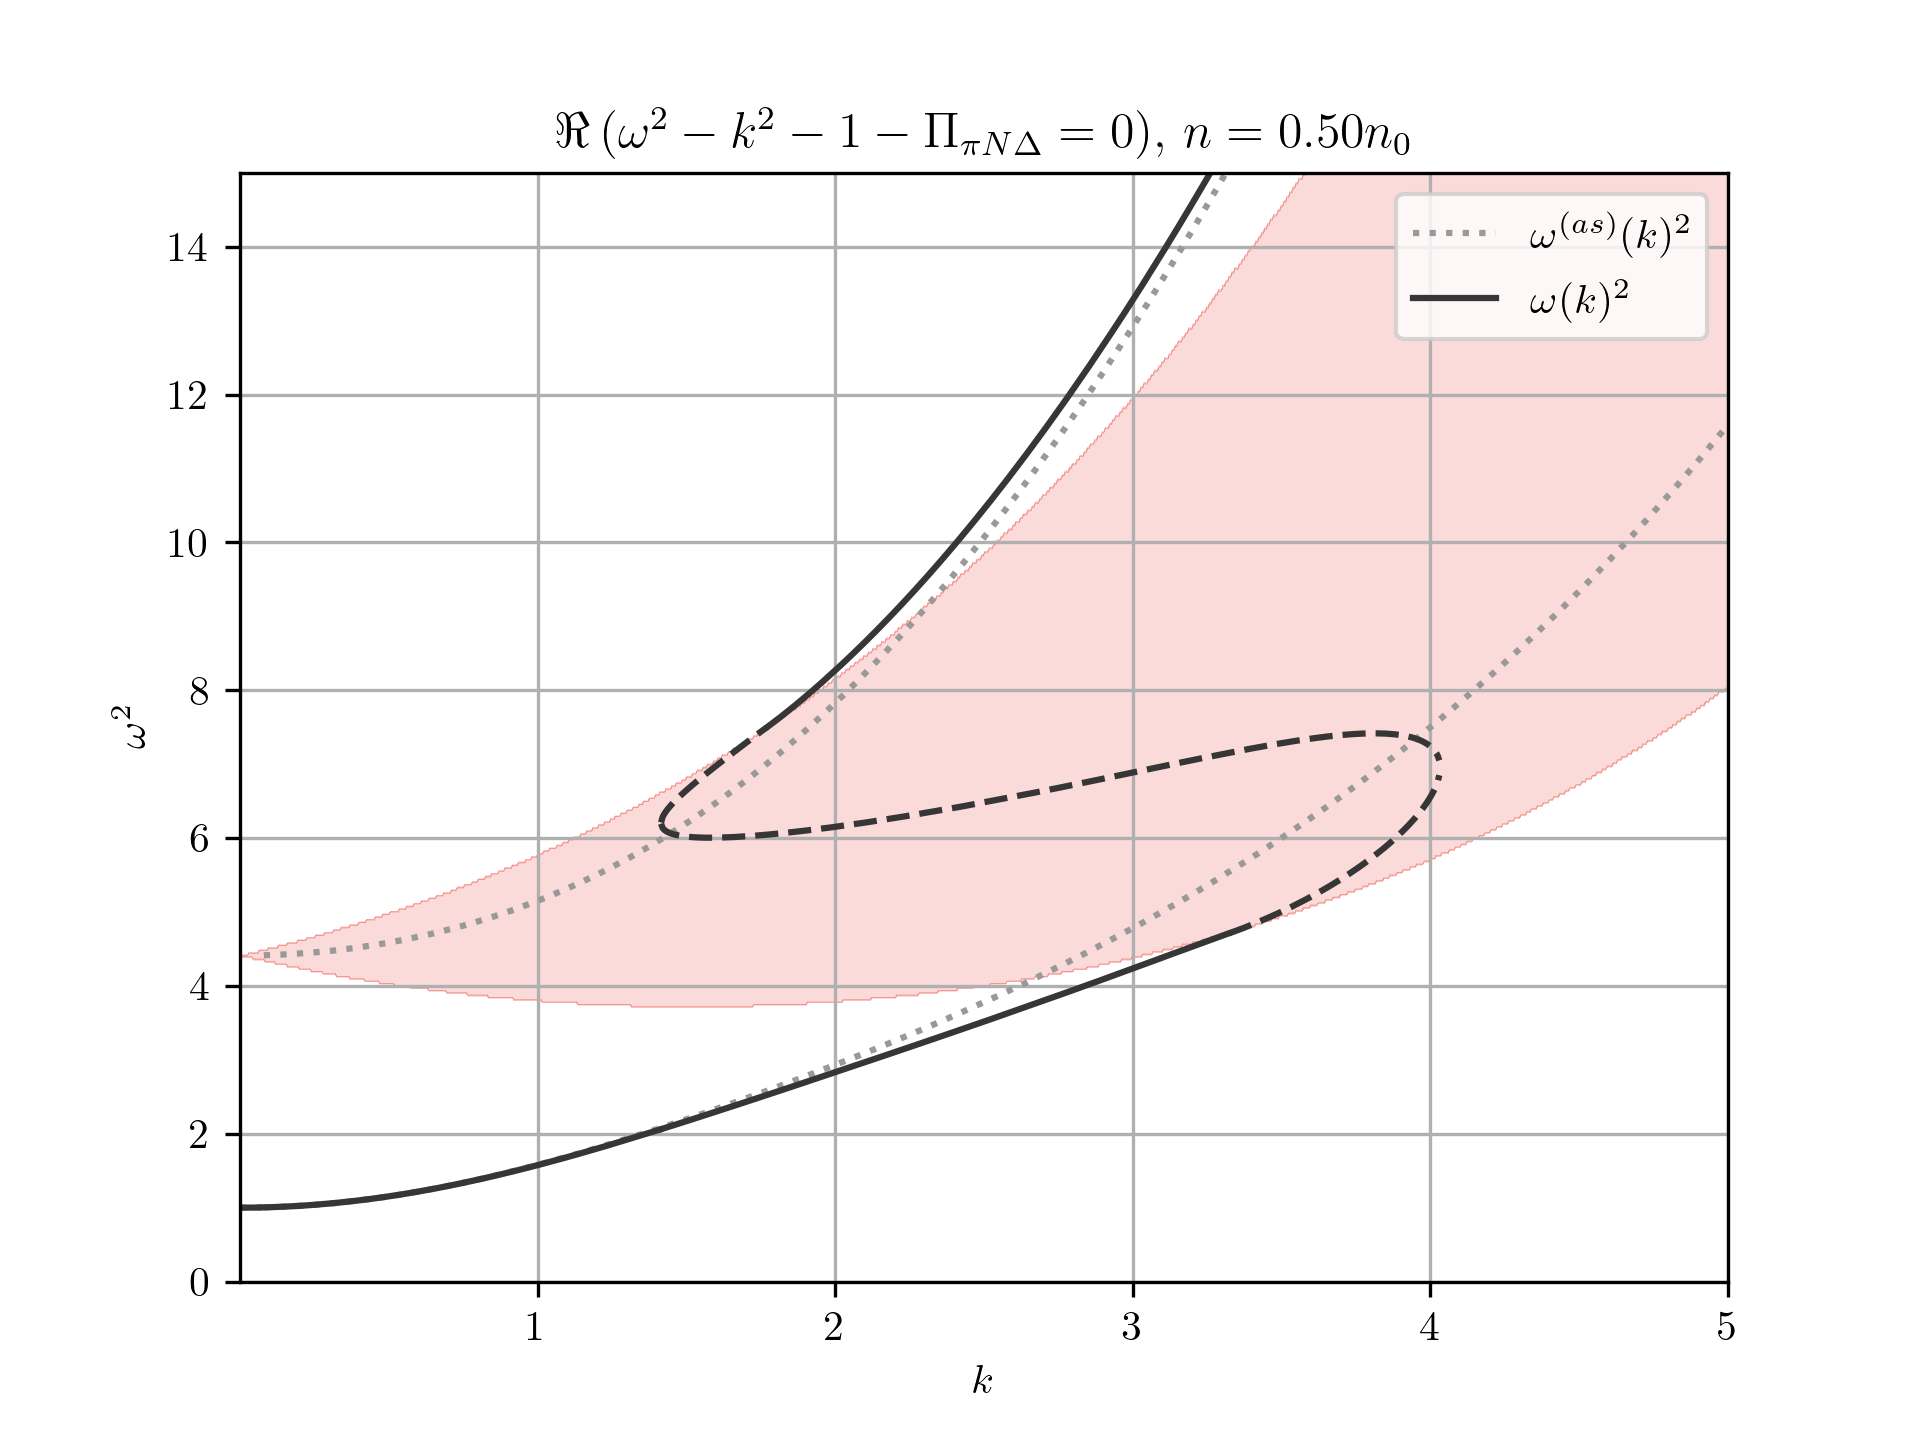 ℜ (ω² − k² − 1 − Π_{πNΔ} = 0), n = 0.50n₀
ω^{(as)}(k)²
ω(k)²
14
12
10
8
6
4
2
0
ω²
1 2 3 4 5
k